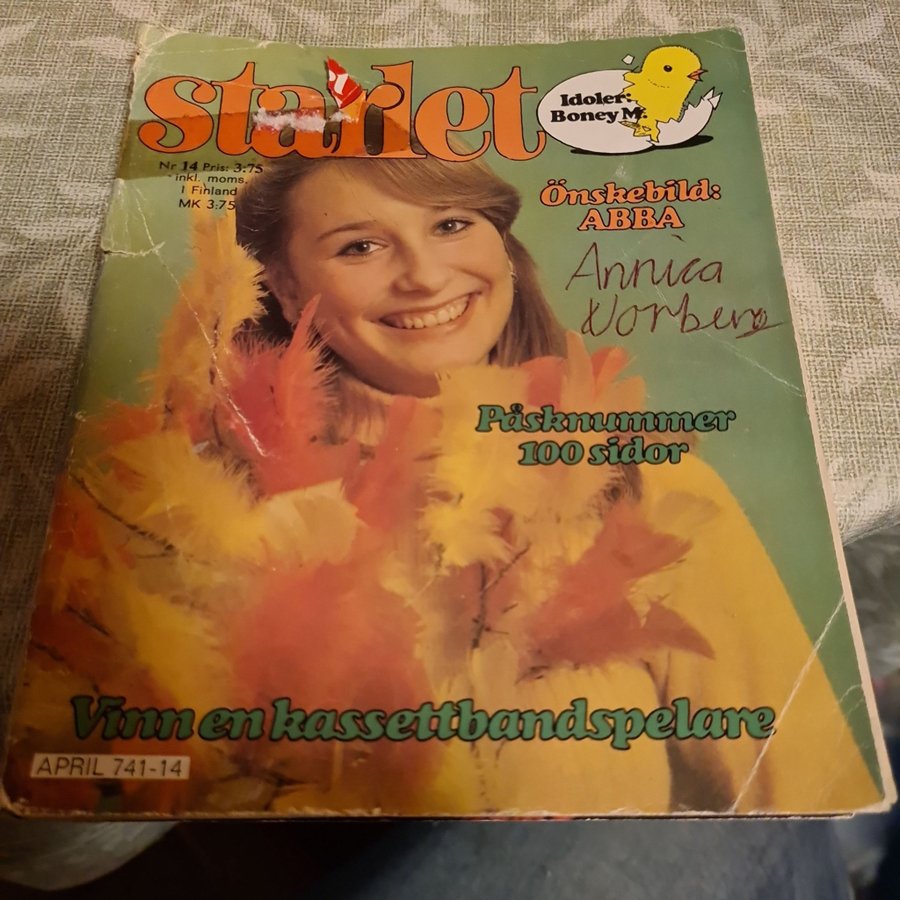 starlet
Idoler:
Boney M.
Nr 14 Pris: 3:75
inkl. moms.
I Finland
MK 3:75
Önskebild:
ABBA
Annica
Norberg
Påsknummer
100 sidor
Vinn en kassettbandspelare
APRIL 741-14